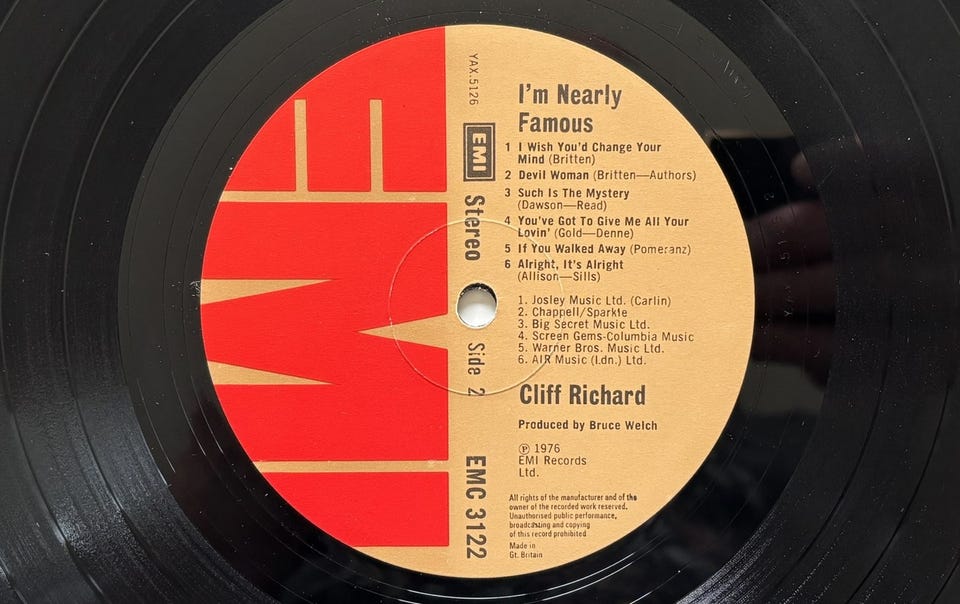 EMI
YAX.5126
EMI
Stereo
Side 2
EMC 3122
I'm Nearly
Famous
1 I Wish You'd Change Your
Mind (Britten)
2 Devil Woman (Britten—Authors)
3 Such Is The Mystery
(Dawson—Read)
4 You've Got To Give Me All Your
Lovin' (Gold—Denne)
5 If You Walked Away (Pomeranz)
6 Alright, It's Alright
(Allison—Sills)
1. Josley Music Ltd. (Carlin)
2. Chappell/Sparkle
3. Big Secret Music Ltd.
4. Screen Gems-Columbia Music
5. Warner Bros. Music Ltd.
6. AIR Music (Ldn.) Ltd.
Cliff Richard
Produced by Bruce Welch
℗ 1976
EMI Records
Ltd.
All rights of the manufacturer and of the
owner of the recorded work reserved.
Unauthorised public performance,
broadcasting and copying
of this record prohibited
Made in
Gt. Britain